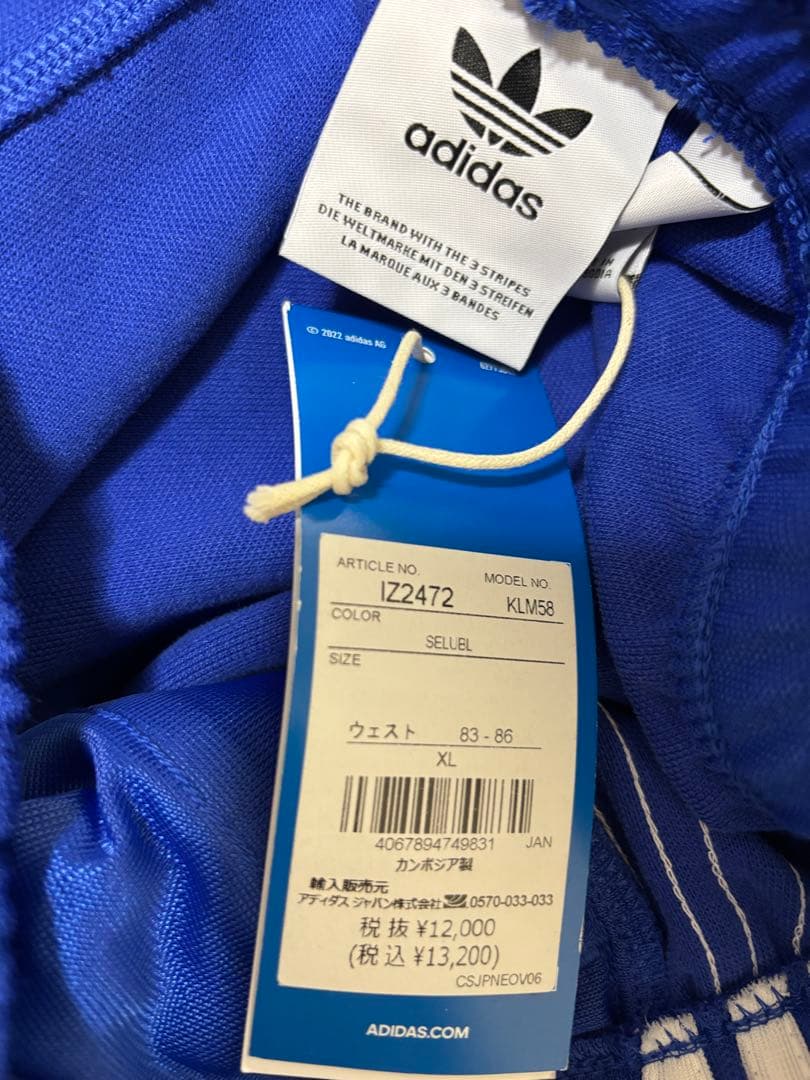 adidas
THE BRAND WITH THE 3 STRIPES
DIE WELTMARKE MIT DEN 3 STREIFEN
LA MARQUE AUX 3 BANDES
© 2022 adidas AG
ARTICLE NO.
MODEL NO.
IZ2472
KLM58
COLOR
SELUBL
SIZE
ウェスト 83 - 86
XL
4067894749831 JAN
カンボジア製
輸入販売元
アディダス ジャパン株式会社 0570-033-033
税抜 ¥12,000
(税込 ¥13,200)
CSJPNEOV06
ADIDAS.COM